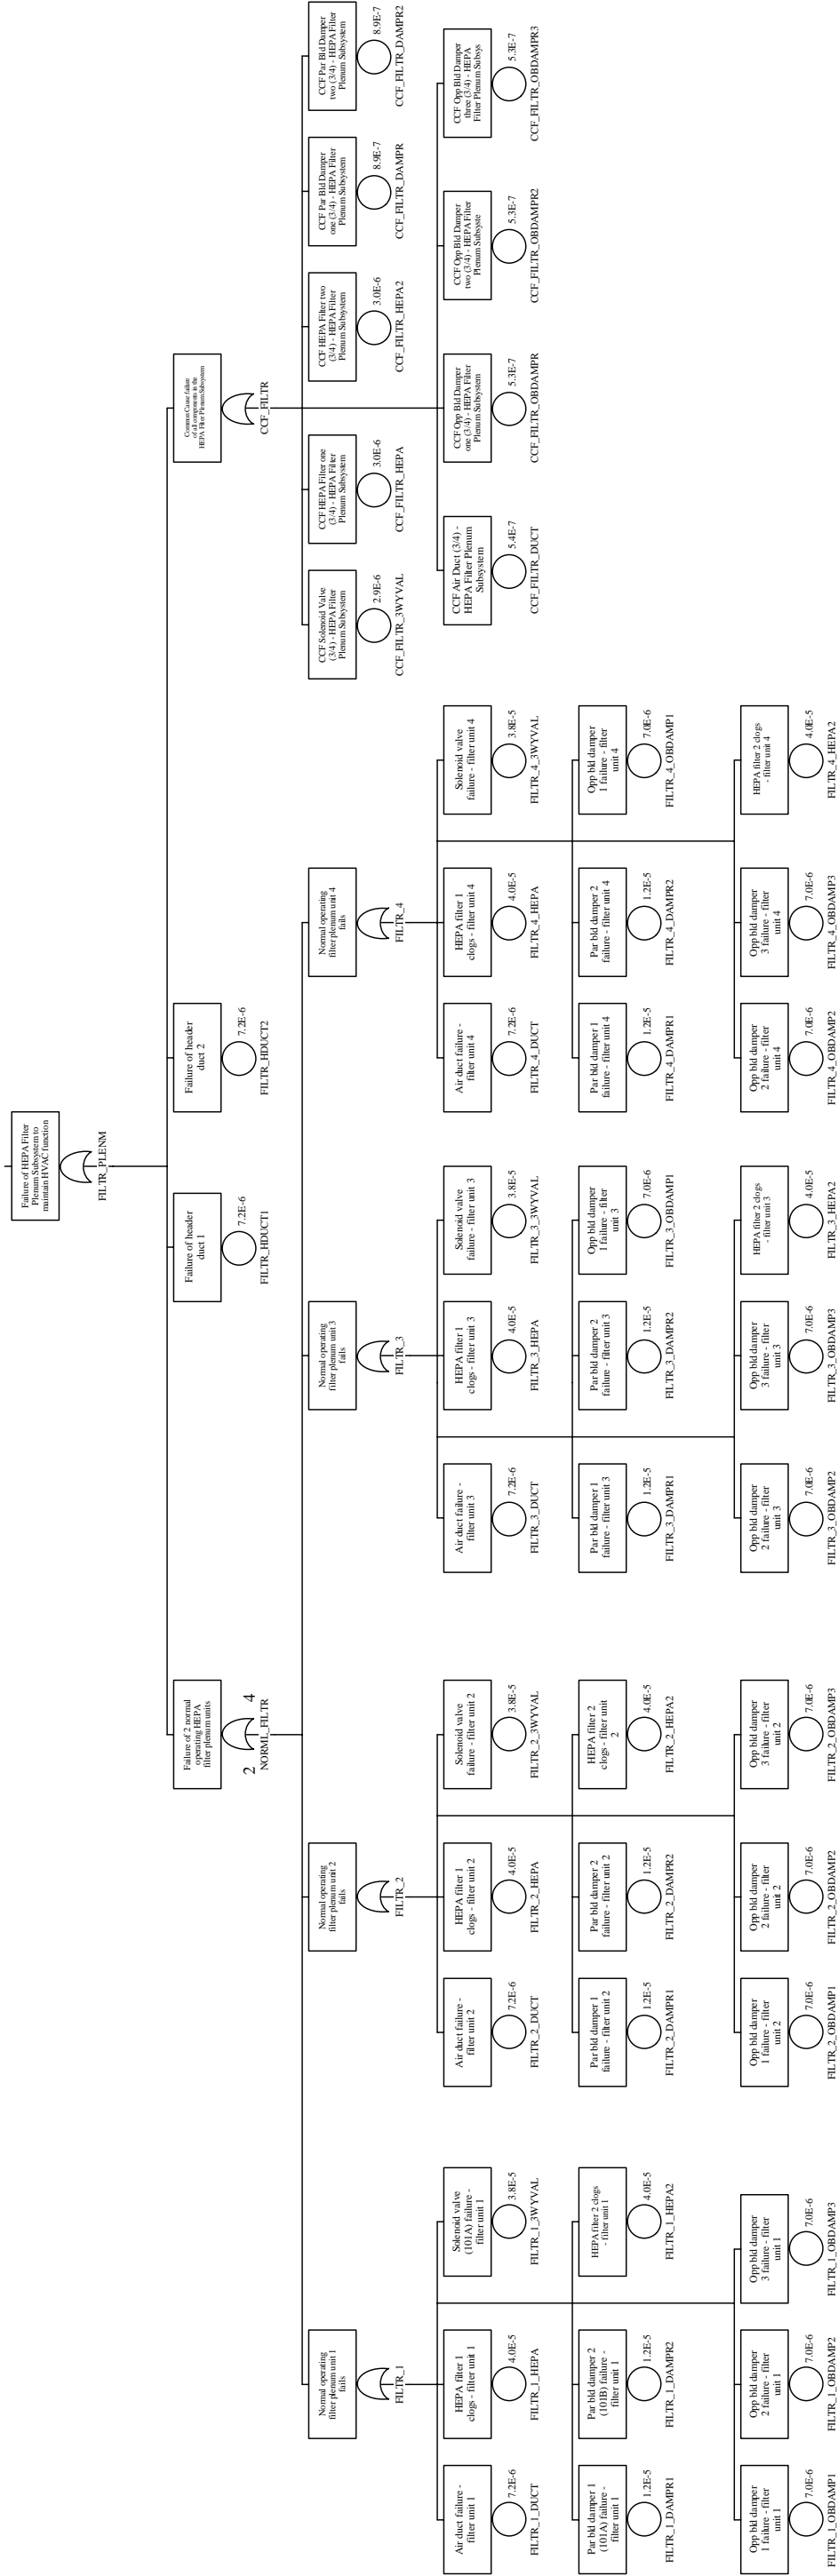 Failure of HEPA Filter
Plenum Subsystem to
maintain HVAC function
FILTR_PLENM
Failure of 2 normal
operating HEPA
filter plenum units
2
4
NORML_FILTR
Failure of header
duct 1
7.2E-6
FILTR_HDUCT1
Failure of header
duct 2
7.2E-6
FILTR_HDUCT2
Common Cause failure
of all components in the
HEPA Filter Plenum Subsystem
CCF_FILTR
Normal operating
filter plenum unit 1
fails
FILTR_1
Normal operating
filter plenum unit 2
fails
FILTR_2
Normal operating
filter plenum unit 3
fails
FILTR_3
Normal operating
filter plenum unit 4
fails
FILTR_4
CCF Solenoid Valve
(3/4) - HEPA Filter
Plenum Subsystem
2.9E-6
CCF_FILTR_3WYVAL
CCF HEPA Filter one
(3/4) - HEPA Filter
Plenum Subsystem
3.0E-6
CCF_FILTR_HEPA
CCF HEPA Filter two
(3/4) - HEPA Filter
Plenum Subsystem
3.0E-6
CCF_FILTR_HEPA2
CCF Par Bld Damper
one (3/4) - HEPA Filter
Plenum Subsystem
8.9E-7
CCF_FILTR_DAMPR
CCF Par Bld Damper
two (3/4) - HEPA Filter
Plenum Subsystem
8.9E-7
CCF_FILTR_DAMPR2
Air duct failure -
filter unit 1
7.2E-6
FILTR_1_DUCT
HEPA filter 1
clogs - filter unit 1
4.0E-5
FILTR_1_HEPA
Solenoid valve
(101A) failure -
filter unit 1
3.8E-5
FILTR_1_3WYVAL
Air duct failure -
filter unit 2
7.2E-6
FILTR_2_DUCT
HEPA filter 1
clogs - filter unit 2
4.0E-5
FILTR_2_HEPA
Solenoid valve
failure - filter unit 2
3.8E-5
FILTR_2_3WYVAL
Air duct failure -
filter unit 3
7.2E-6
FILTR_3_DUCT
HEPA filter 1
clogs - filter unit 3
4.0E-5
FILTR_3_HEPA
Solenoid valve
failure - filter unit 3
3.8E-5
FILTR_3_3WYVAL
Air duct failure -
filter unit 4
7.2E-6
FILTR_4_DUCT
HEPA filter 1
clogs - filter unit 4
4.0E-5
FILTR_4_HEPA
Solenoid valve
failure - filter unit 4
3.8E-5
FILTR_4_3WYVAL
CCF Air Duct (3/4) -
HEPA Filter Plenum
Subsystem
5.4E-7
CCF_FILTR_DUCT
CCF Opp Bld Damper
one (3/4) - HEPA Filter
Plenum Subsystem
5.3E-7
CCF_FILTR_OBDAMPR
CCF Opp Bld Damper
two (3/4) - HEPA Filter
Plenum Subsyste
5.3E-7
CCF_FILTR_OBDAMPR2
CCF Opp Bld Damper
three (3/4) - HEPA
Filter Plenum Subsys
5.3E-7
CCF_FILTR_OBDAMPR3
Par bld damper 1
(101A) failure -
filter unit 1
1.2E-5
FILTR_1_DAMPR1
Par bld damper 2
(101B) failure -
filter unit 1
1.2E-5
FILTR_1_DAMPR2
HEPA filter 2 clogs
- filter unit 1
4.0E-5
FILTR_1_HEPA2
Par bld damper 1
failure - filter unit 2
1.2E-5
FILTR_2_DAMPR1
Par bld damper 2
failure - filter unit 2
1.2E-5
FILTR_2_DAMPR2
HEPA filter 2
clogs - filter unit
2
4.0E-5
FILTR_2_HEPA2
Par bld damper 1
failure - filter unit 3
1.2E-5
FILTR_3_DAMPR1
Par bld damper 2
failure - filter unit 3
1.2E-5
FILTR_3_DAMPR2
Opp bld damper
1 failure - filter
unit 3
7.0E-6
FILTR_3_OBDAMP1
Par bld damper 1
failure - filter unit 4
1.2E-5
FILTR_4_DAMPR1
Par bld damper 2
failure - filter unit 4
1.2E-5
FILTR_4_DAMPR2
Opp bld damper
1 failure - filter
unit 4
7.0E-6
FILTR_4_OBDAMP1
Opp bld damper
1 failure - filter
unit 1
7.0E-6
FILTR_1_OBDAMP1
Opp bld damper
2 failure - filter
unit 1
7.0E-6
FILTR_1_OBDAMP2
Opp bld damper
3 failure - filter
unit 1
7.0E-6
FILTR_1_OBDAMP3
Opp bld damper
1 failure - filter
unit 2
7.0E-6
FILTR_2_OBDAMP1
Opp bld damper
2 failure - filter
unit 2
7.0E-6
FILTR_2_OBDAMP2
Opp bld damper
3 failure - filter
unit 2
7.0E-6
FILTR_2_OBDAMP3
Opp bld damper
2 failure - filter
unit 3
7.0E-6
FILTR_3_OBDAMP2
Opp bld damper
3 failure - filter
unit 3
7.0E-6
FILTR_3_OBDAMP3
HEPA filter 2 clogs
- filter unit 3
4.0E-5
FILTR_3_HEPA2
Opp bld damper
2 failure - filter
unit 4
7.0E-6
FILTR_4_OBDAMP2
Opp bld damper
3 failure - filter
unit 4
7.0E-6
FILTR_4_OBDAMP3
HEPA filter 2 clogs
- filter unit 4
4.0E-5
FILTR_4_HEPA2